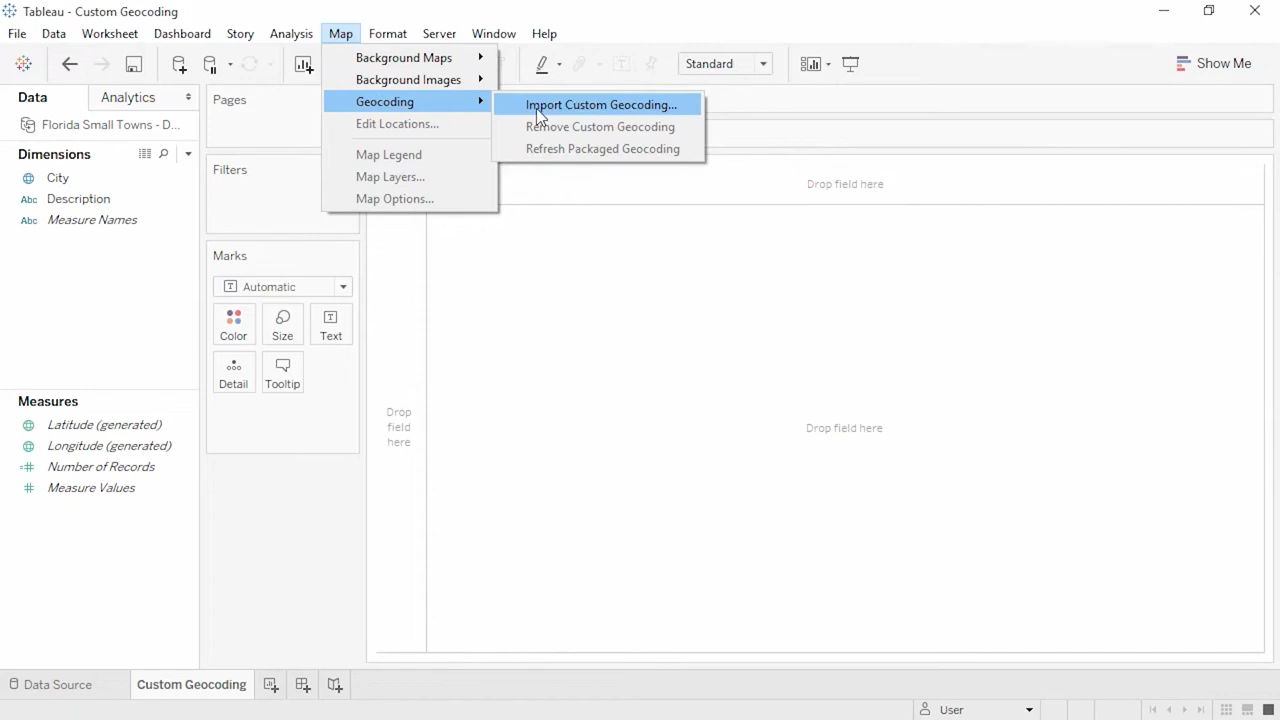 Tableau - Custom Geocoding
File Data Worksheet Dashboard Story Analysis Map Format Server Window Help
Standard
Show Me
Background Maps
Background Images
Geocoding
Edit Locations...
Map Legend
Map Layers...
Map Options...
Import Custom Geocoding...
Remove Custom Geocoding
Refresh Packaged Geocoding
Data Analytics
Florida Small Towns - D...
Dimensions
City
Abc Description
Abc Measure Names
Measures
Latitude (generated)
Longitude (generated)
Number of Records
Measure Values
Pages
Filters
Marks
Automatic
Color Size Text
Detail Tooltip
Drop field here
Drop
field
here
Drop field here
Data Source Custom Geocoding
User